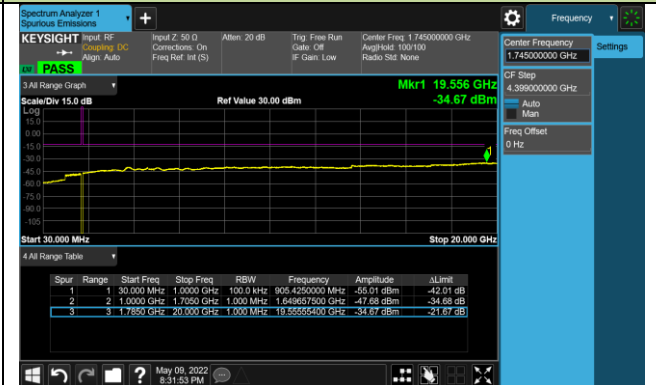 Spectrum Analyzer 1
Spurious Emissions
Frequency
KEYSIGHT
Input: RF
Coupling: DC
Align: Auto
Input Z: 50 Ω
Corrections: On
Freq Ref: Int (S)
Atten: 20 dB
Trig: Free Run
Gate: Off
IF Gain: Low
Center Freq: 1.745000000 GHz
Avg|Hold: 100/100
Radio Std: None
PASS
Center Frequency
1.745000000 GHz
Settings
CF Step
4.399000000 GHz
Auto
Man
Freq Offset
0 Hz
3 All Range Graph
Mkr1 19.556 GHz
-34.67 dBm
Scale/Div 15.0 dB
Ref Value 30.00 dBm
Log
15.0
0.00
-15.0
-30.0
-45.0
-60.0
-75.0
-90.0
-105
1
Start 30.000 MHz
Stop 20.000 GHz
4 All Range Table
Spur Range Start Freq Stop Freq RBW Frequency Amplitude ΔLimit
1 1 30.000 MHz 1.0000 GHz 100.0 kHz 905.4250000 MHz -55.01 dBm -42.01 dB
2 2 1.0000 GHz 1.7050 GHz 1.000 MHz 1.649657500 GHz -47.68 dBm -34.68 dB
3 3 1.7850 GHz 20.000 GHz 1.000 MHz 19.55555400 GHz -34.67 dBm -21.67 dB
May 09, 2022
8:31:53 PM